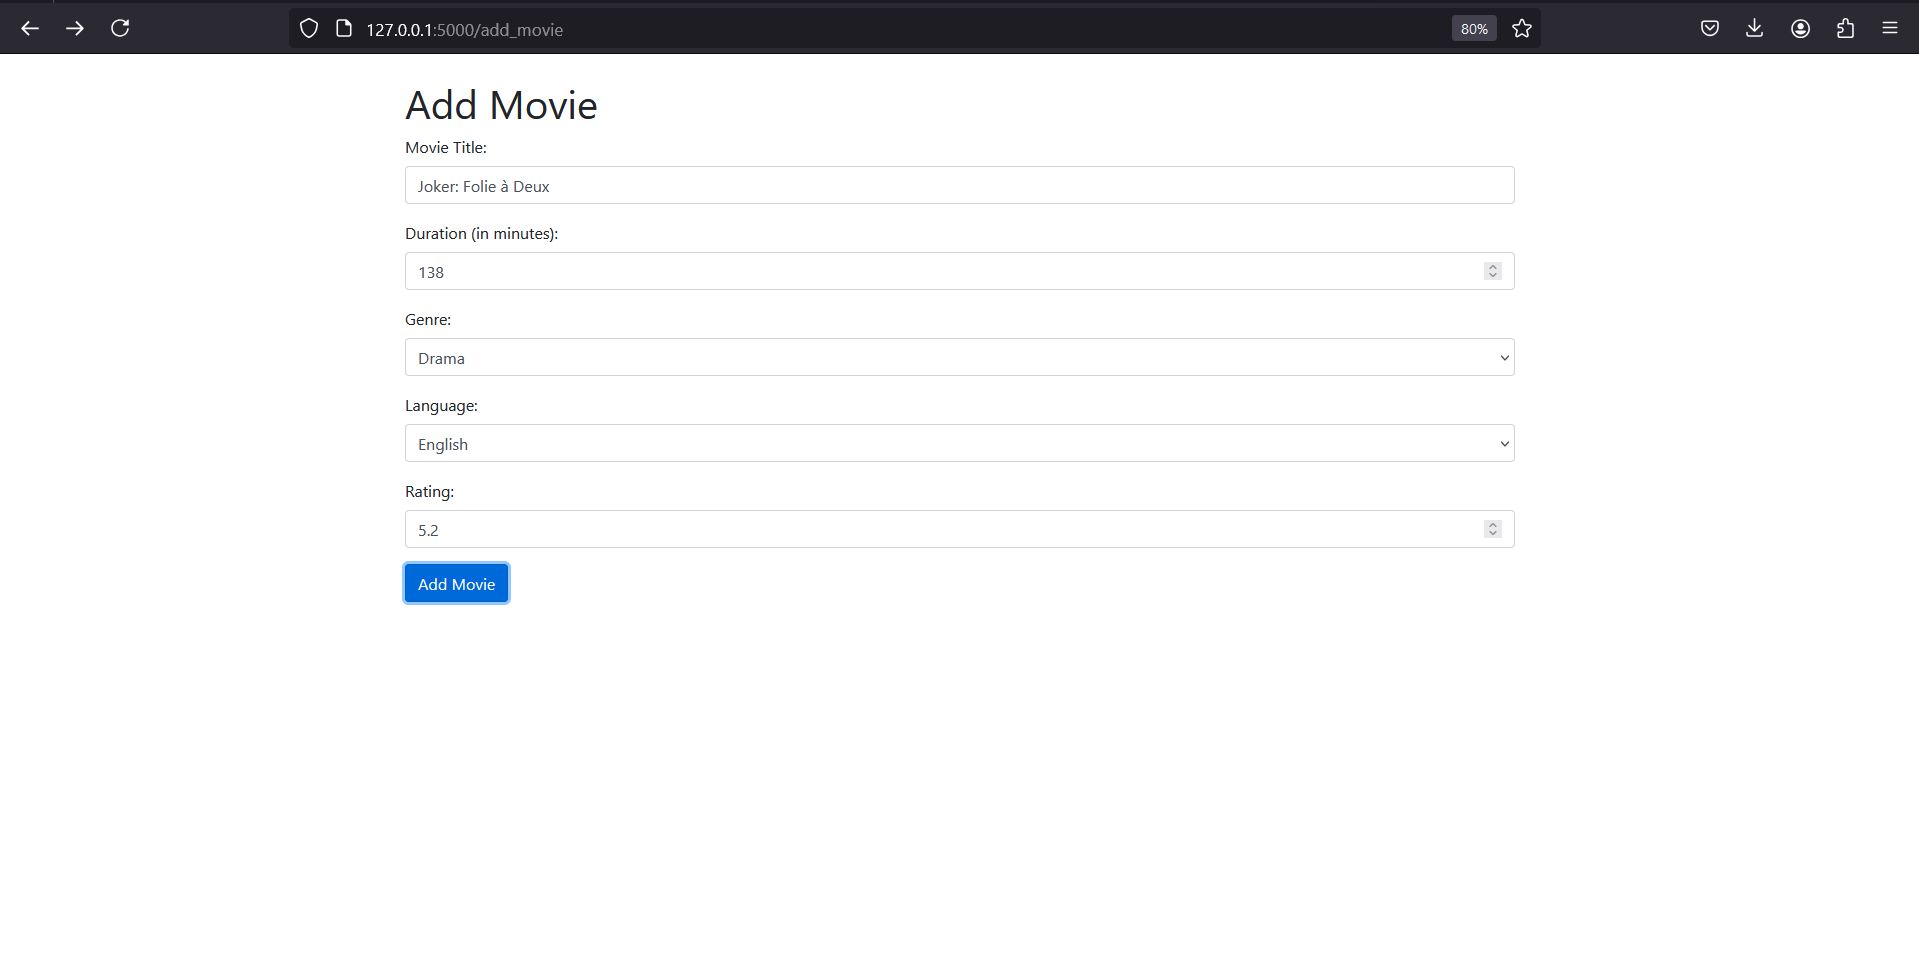 127.0.0.1:5000/add_movie
80%
Add Movie
Movie Title:
Joker: Folie à Deux
Duration (in minutes):
138
Genre:
Drama
Language:
English
Rating:
5.2
Add Movie